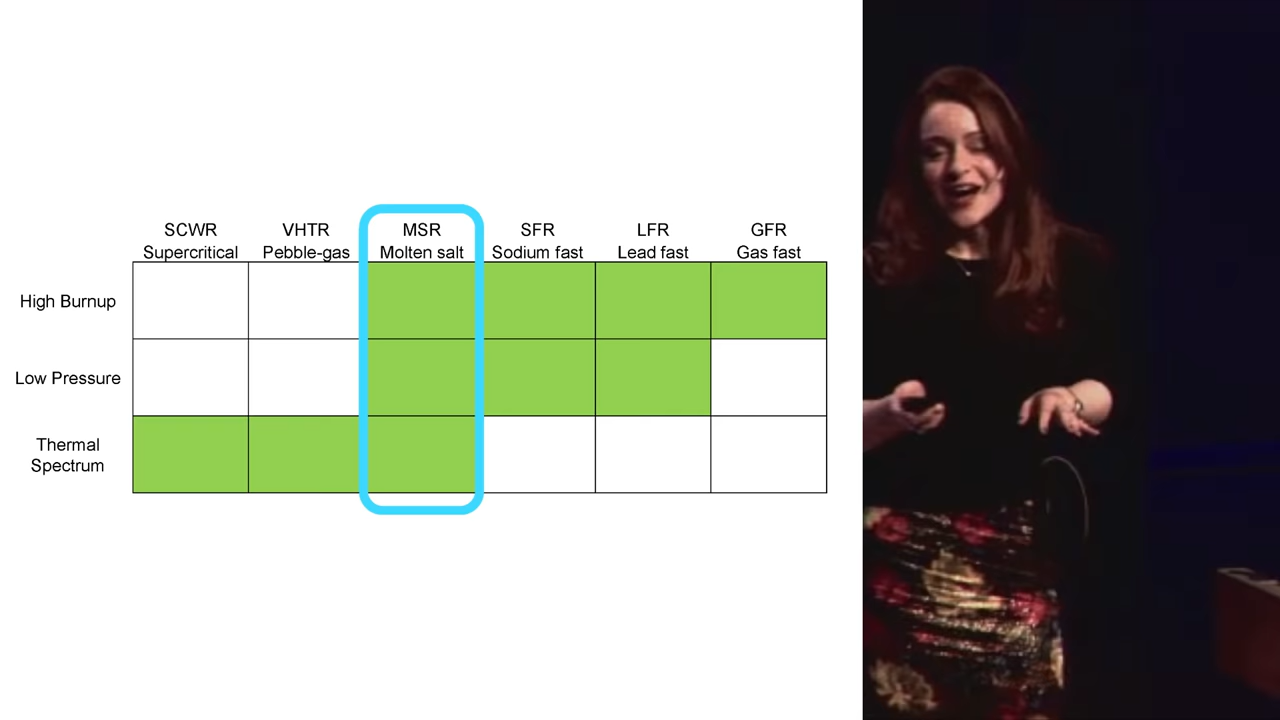 SCWR VHTR MSR SFR LFR GFR
Supercritical Pebble-gas Molten salt Sodium fast Lead fast Gas fast
High Burnup
Low Pressure
Thermal
Spectrum